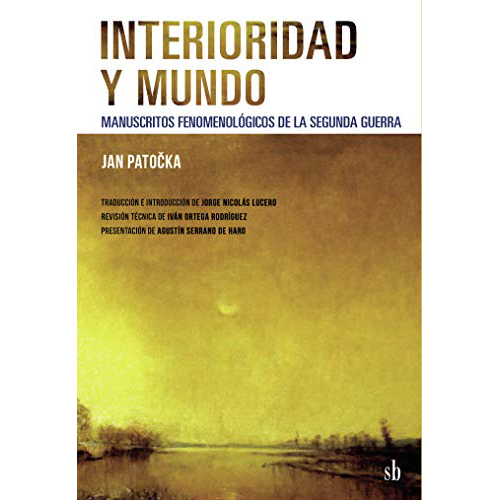 INTERIORIDAD
Y MUNDO
MANUSCRITOS FENOMENOLÓGICOS DE LA SEGUNDA GUERRA
JAN PATOČKA
TRADUCCIÓN E INTRODUCCIÓN DE JORGE NICOLÁS LUCERO
REVISIÓN TÉCNICA DE IVÁN ORTEGA RODRÍGUEZ
PRESENTACIÓN DE AGUSTÍN SERRANO DE HARO
sb